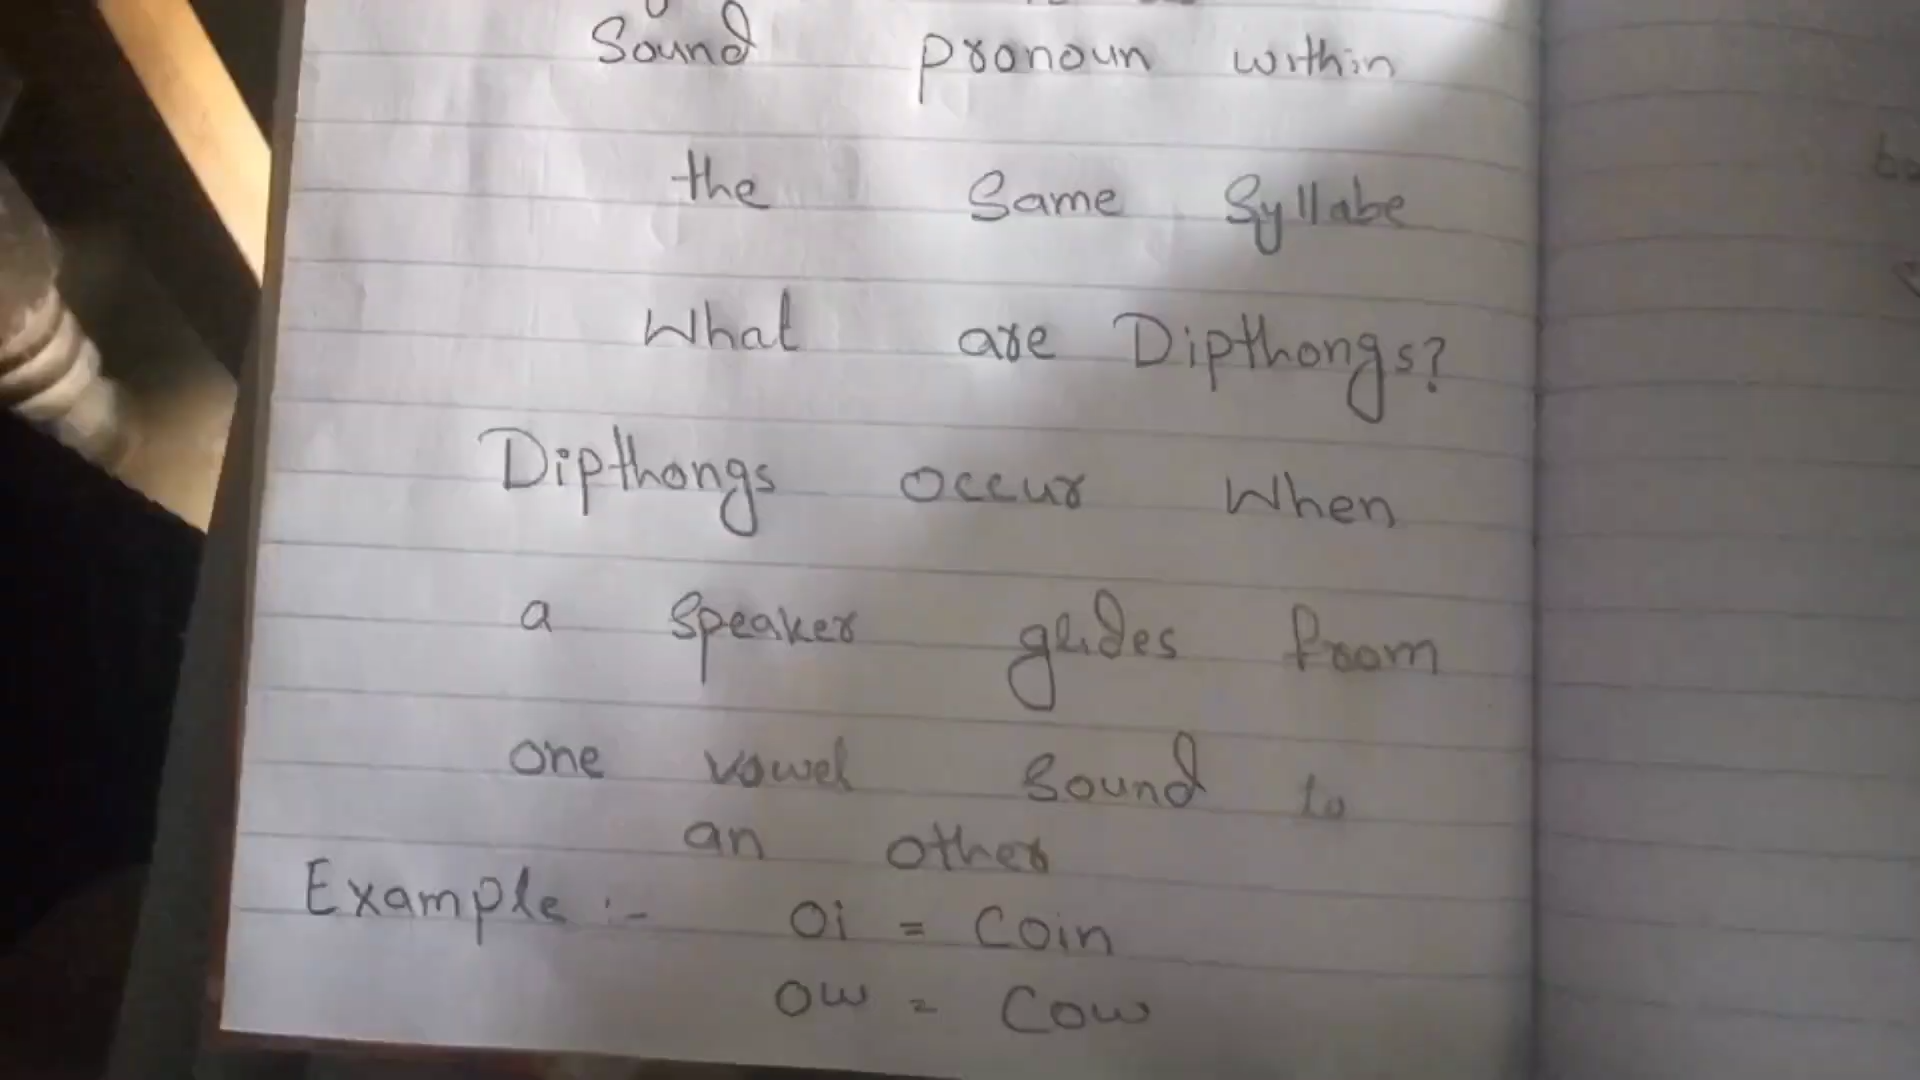 Sound pronoun within
the Same Syllabe
What are Dipthongs?
Dipthongs occur When
a Speaker glides from
one vowel Sound to
an other
Example :- oi = Coin
ow = Cow